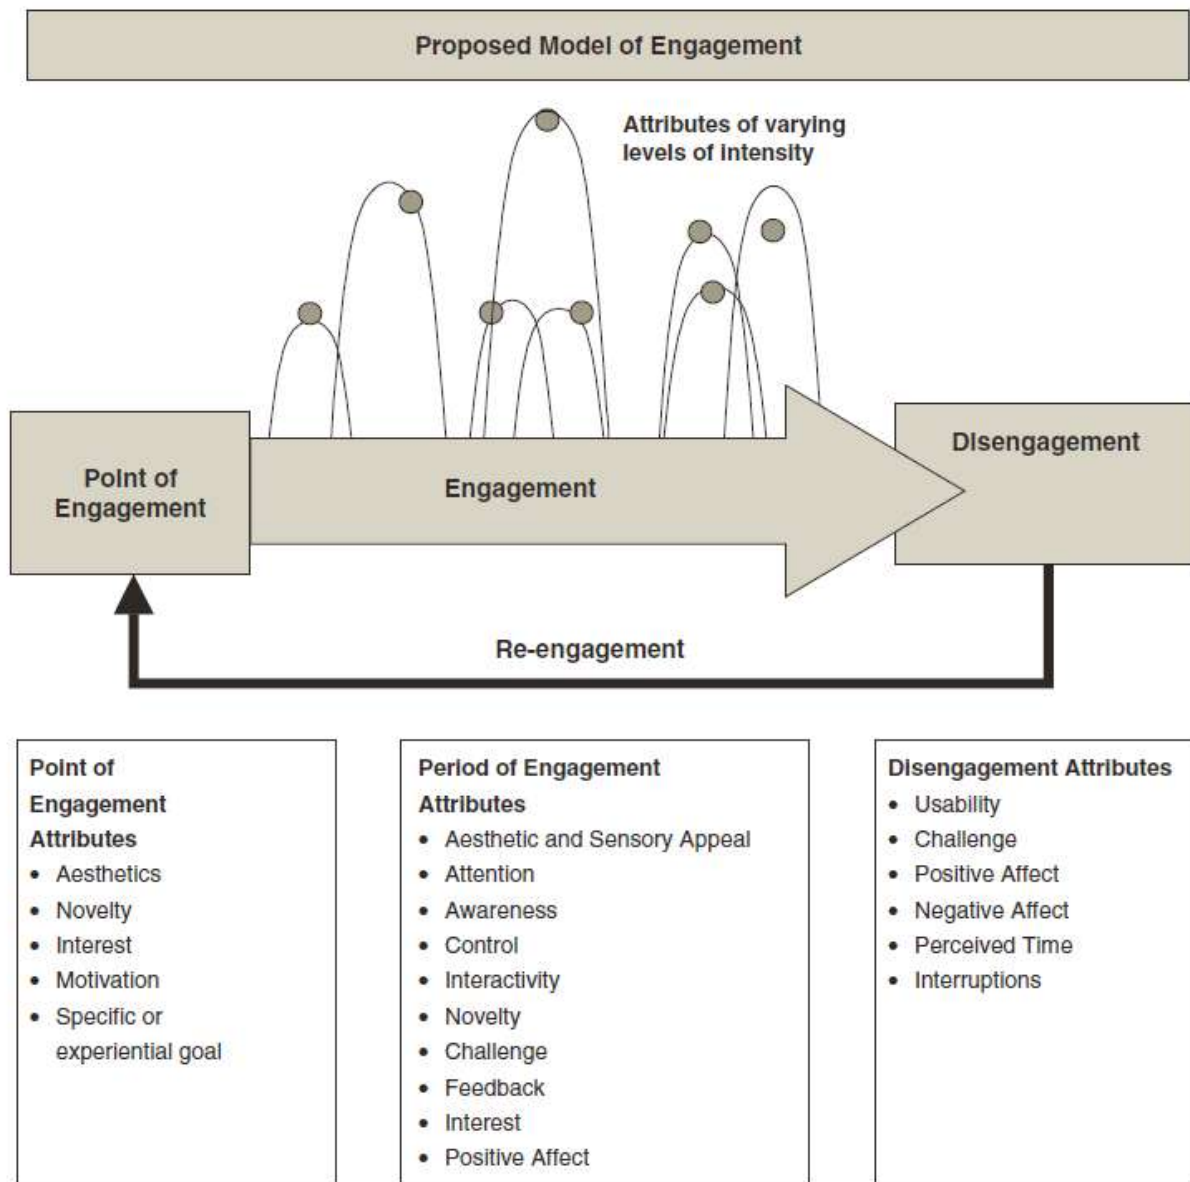 Proposed Model of Engagement
Attributes of varying
levels of intensity
Point of
Engagement
Engagement
Disengagement
Re-engagement
Point of
Engagement
Attributes
• Aesthetics
• Novelty
• Interest
• Motivation
• Specific or
experiential goal
Period of Engagement
Attributes
• Aesthetic and Sensory Appeal
• Attention
• Awareness
• Control
• Interactivity
• Novelty
• Challenge
• Feedback
• Interest
• Positive Affect
Disengagement Attributes
• Usability
• Challenge
• Positive Affect
• Negative Affect
• Perceived Time
• Interruptions